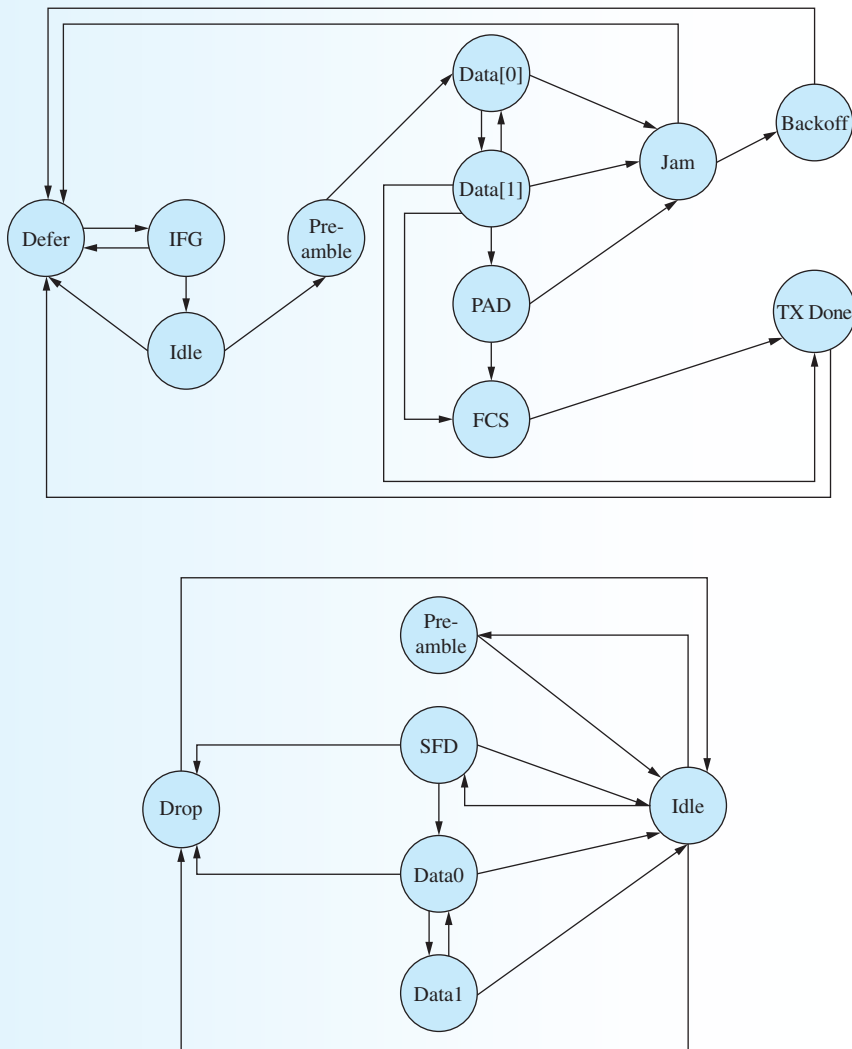 Data[0]
Backoff
Jam
Data[1]
Defer
IFG
Pre-
amble
PAD
TX Done
Idle
FCS
Pre-
amble
SFD
Drop
Idle
Data0
Data1